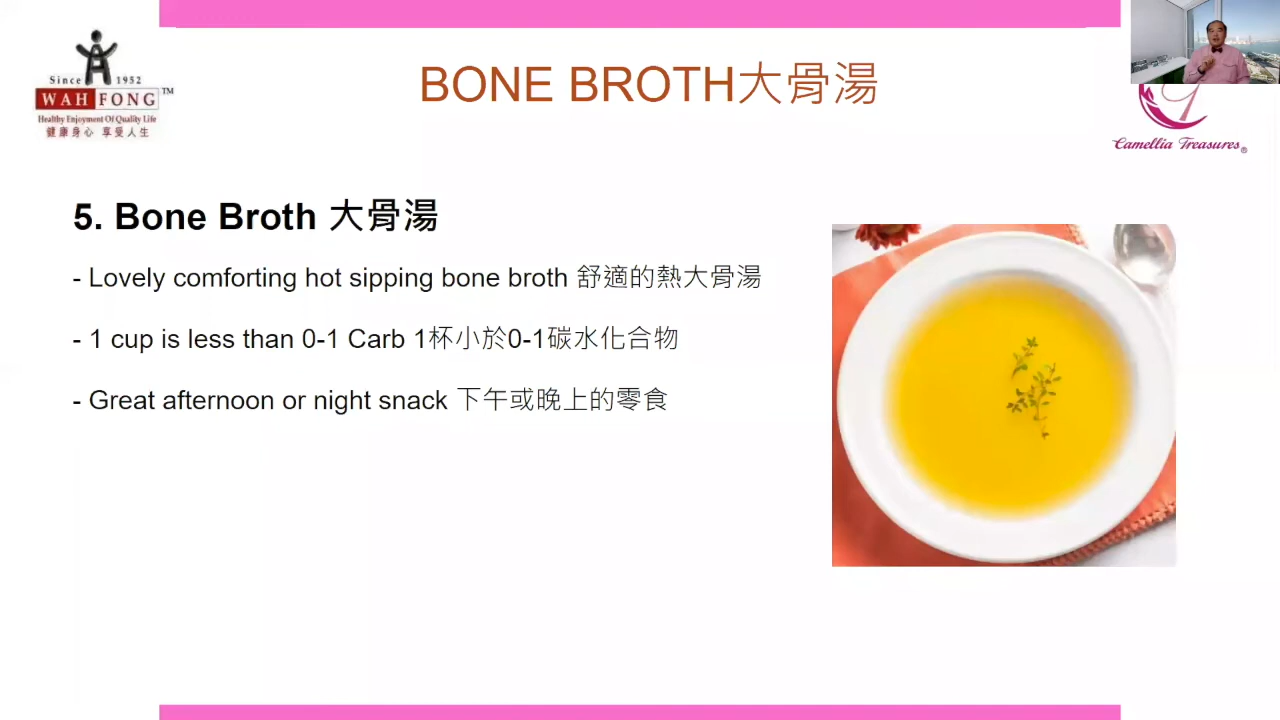 Since 1952
WAH FONG TM
Healthy Enjoyment Of Quality Life
健康身心 享受人生
BONE BROTH大骨湯
Camellia Treasures®
5. Bone Broth 大骨湯
- Lovely comforting hot sipping bone broth 舒適的熱大骨湯
- 1 cup is less than 0-1 Carb 1杯小於0-1碳水化合物
- Great afternoon or night snack 下午或晚上的零食